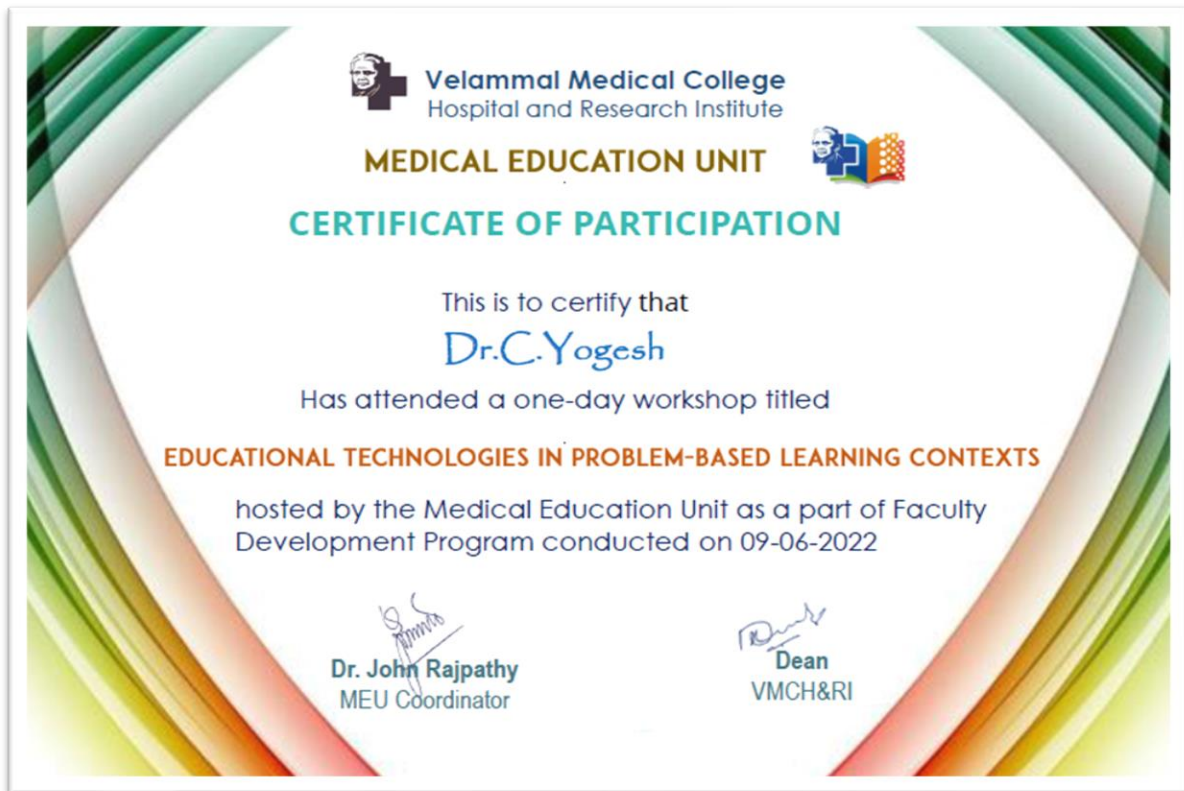 Velammal Medical College
Hospital and Research Institute
MEDICAL EDUCATION UNIT
CERTIFICATE OF PARTICIPATION
This is to certify that
Dr.C.Yogesh
Has attended a one-day workshop titled
EDUCATIONAL TECHNOLOGIES IN PROBLEM-BASED LEARNING CONTEXTS
hosted by the Medical Education Unit as a part of Faculty
Development Program conducted on 09-06-2022
Dr. John Rajpathy
MEU Coordinator
Dean
VMCH&RI